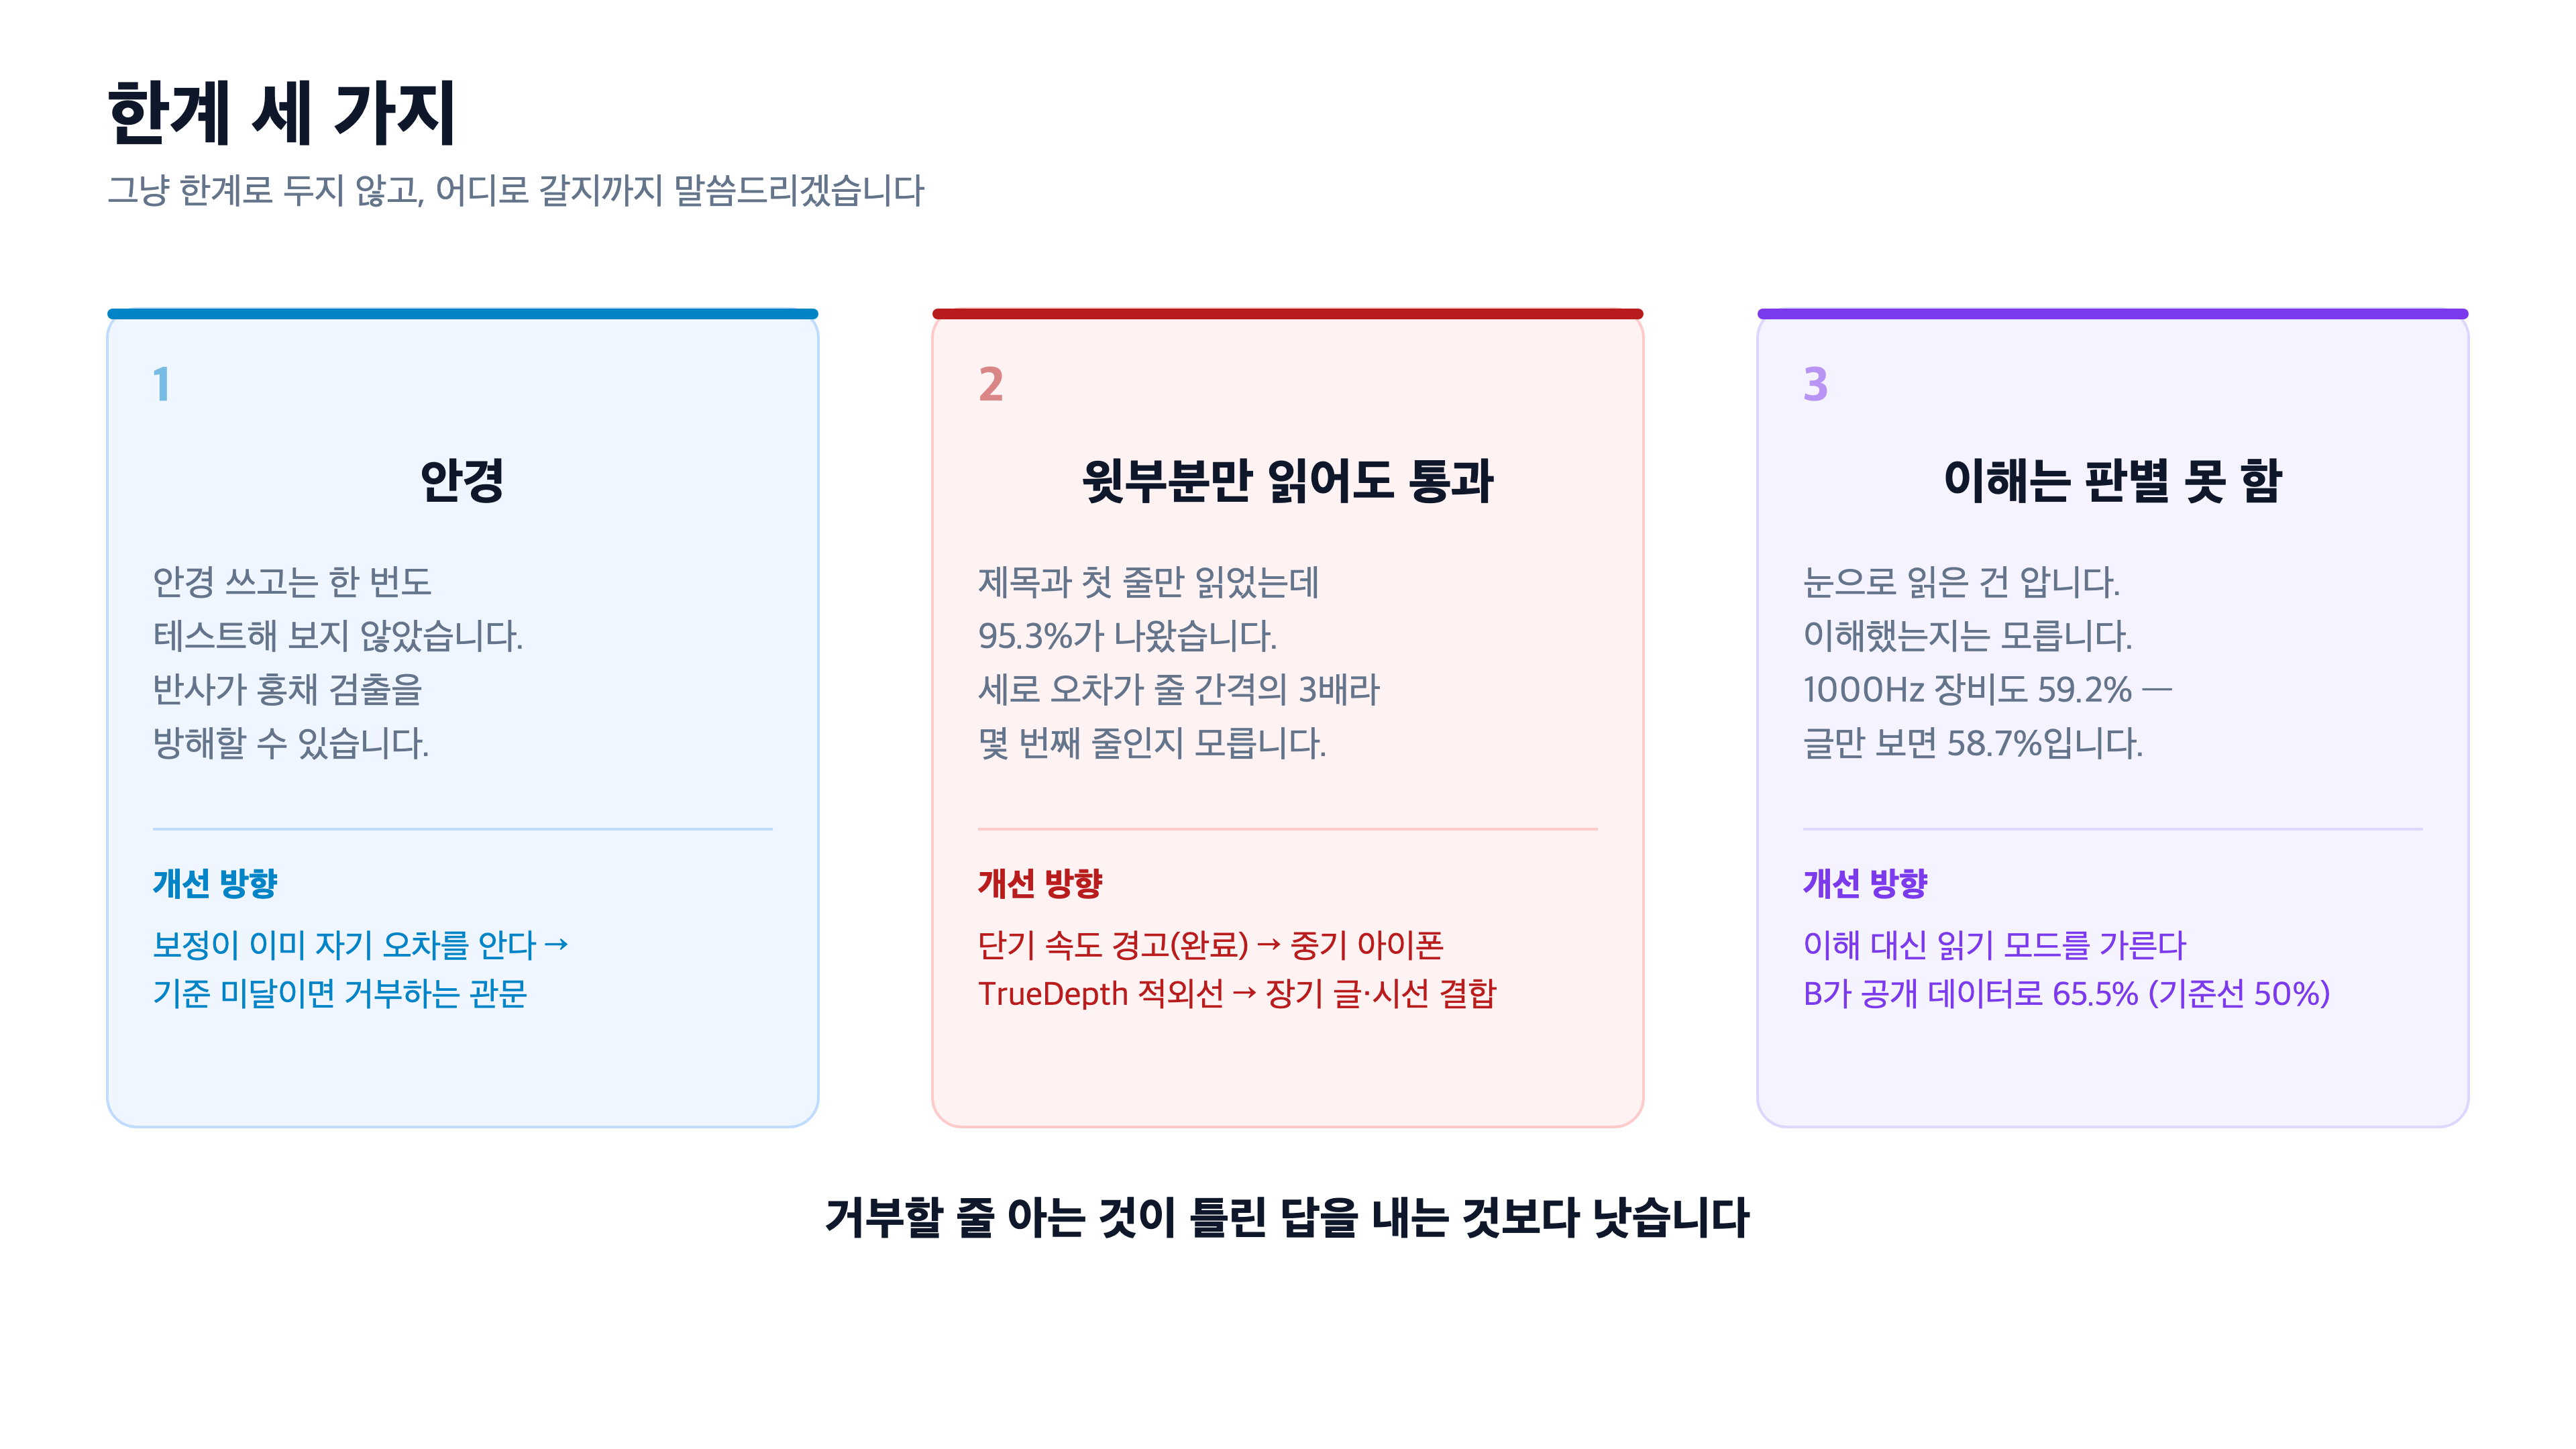 한계 세 가지
그냥 한계로 두지 않고, 어디로 갈지까지 말씀드리겠습니다
1
안경
안경 쓰고는 한 번도
테스트해 보지 않았습니다.
반사가 홍채 검출을
방해할 수 있습니다.
개선 방향
보정이 이미 자기 오차를 안다 →
기준 미달이면 거부하는 관문
2
윗부분만 읽어도 통과
제목과 첫 줄만 읽었는데
95.3%가 나왔습니다.
세로 오차가 줄 간격의 3배라
몇 번째 줄인지 모릅니다.
개선 방향
단기 속도 경고(완료) → 중기 아이폰
TrueDepth 적외선 → 장기 글·시선 결합
3
이해는 판별 못 함
눈으로 읽은 건 압니다.
이해했는지는 모릅니다.
1000Hz 장비도 59.2% —
글만 보면 58.7%입니다.
개선 방향
이해 대신 읽기 모드를 가른다
B가 공개 데이터로 65.5% (기준선 50%)
거부할 줄 아는 것이 틀린 답을 내는 것보다 낫습니다